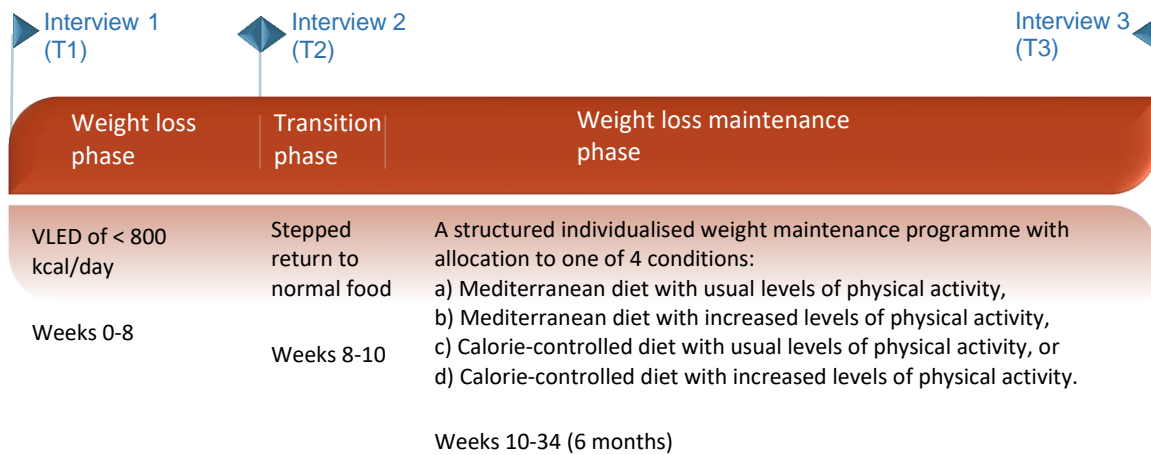 Interview 1
(T1)
Interview 2
(T2)
Interview 3
(T3)
Weight loss
phase
Transition
phase
Weight loss maintenance
phase
VLED of < 800
kcal/day
Weeks 0-8
Stepped
return to
normal food
Weeks 8-10
A structured individualised weight maintenance programme with
allocation to one of 4 conditions:
a) Mediterranean diet with usual levels of physical activity,
b) Mediterranean diet with increased levels of physical activity,
c) Calorie-controlled diet with usual levels of physical activity, or
d) Calorie-controlled diet with increased levels of physical activity.
Weeks 10-34 (6 months)